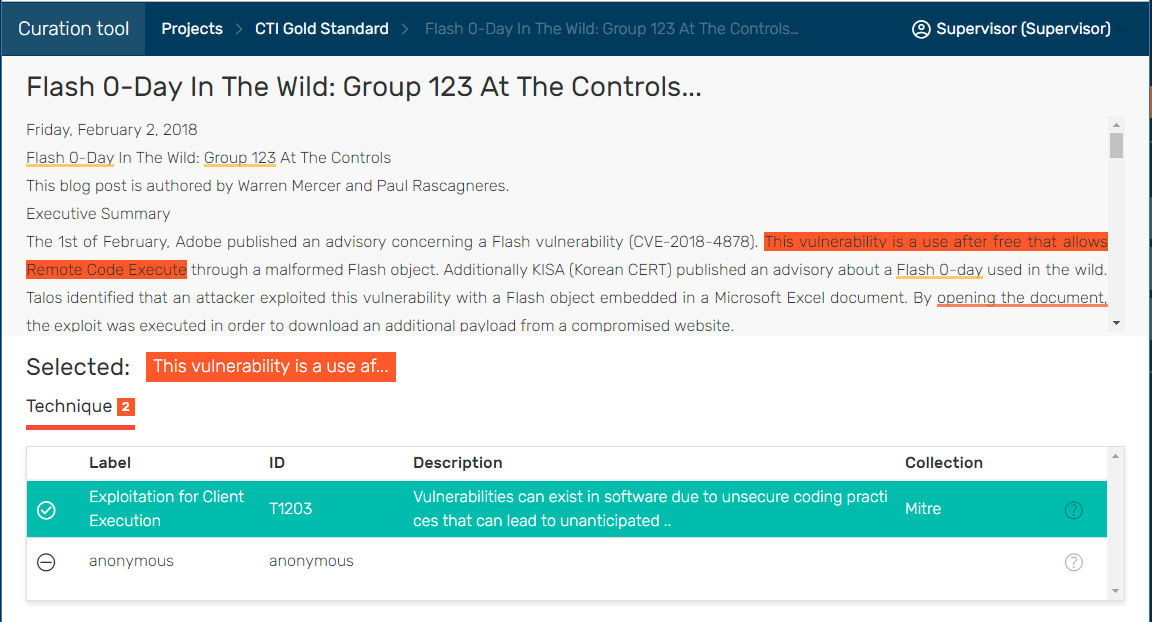 Curation tool Projects > CTI Gold Standard > Flash 0-Day In The Wild: Group 123 At The Controls... Supervisor (Supervisor)
Flash 0-Day In The Wild: Group 123 At The Controls...
Friday, February 2, 2018
Flash 0-Day In The Wild: Group 123 At The Controls
This blog post is authored by Warren Mercer and Paul Rascagneres.
Executive Summary
The 1st of February, Adobe published an advisory concerning a Flash vulnerability (CVE-2018-4878). This vulnerability is a use after free that allows
Remote Code Execute through a malformed Flash object. Additionally KISA (Korean CERT) published an advisory about a Flash 0-day used in the wild.
Talos identified that an attacker exploited this vulnerability with a Flash object embedded in a Microsoft Excel document. By opening the document,
the exploit was executed in order to download an additional payload from a compromised website.
Selected: This vulnerability is a use af...
Technique 2
Label ID Description Collection
Exploitation for Client Execution T1203 Vulnerabilities can exist in software due to unsecure coding practi
ces that can lead to unanticipated .. Mitre ?
anonymous anonymous ?